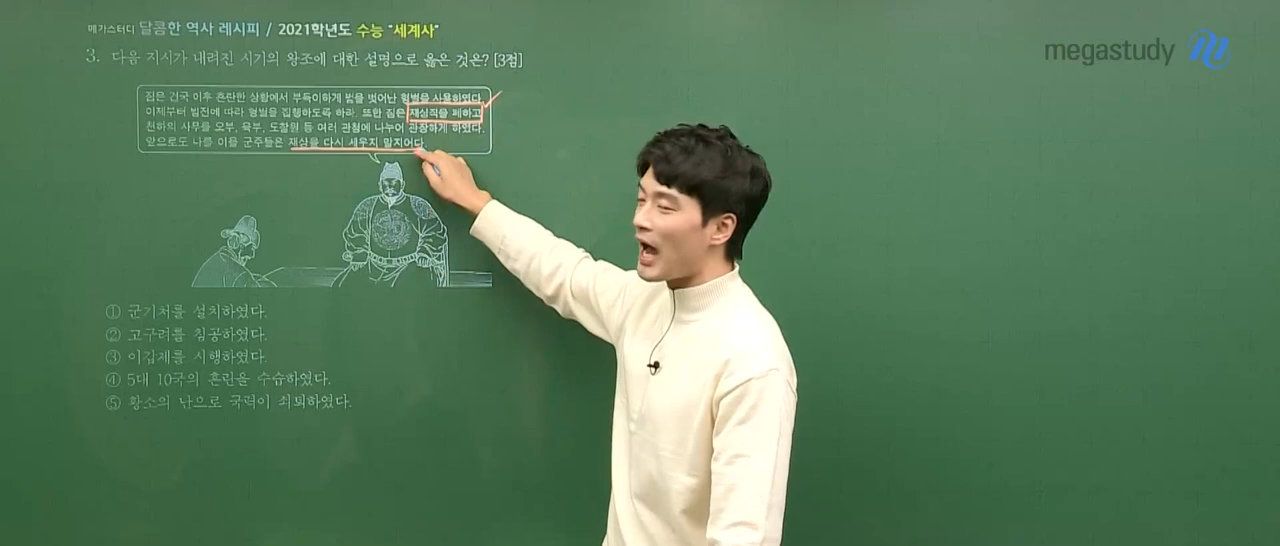 메가스터디 달콤한 역사 레시피 / 2021학년도 수능 "세계사"
megastudy
3. 다음 지시가 내려진 시기의 왕조에 대한 설명으로 옳은 것은? [3점]
짐은 건국 이후 혼란한 상황에서 부득이하게 법을 벗어난 형벌을 사용하였다.
이제부터 법전에 따라 형벌을 집행하도록 하라. 또한 짐은 재상직을 폐하고
천하의 사무를 오부, 육부, 도찰원 등 여러 관청에 나누어 관장하게 하였다.
앞으로도 나를 이을 군주들은 재상을 다시 세우지 말지어다.
① 군기처를 설치하였다.
② 고구려를 침공하였다.
③ 이갑제를 시행하였다.
④ 5대 10국의 혼란을 수습하였다.
⑤ 황소의 난으로 국력이 쇠퇴하였다.